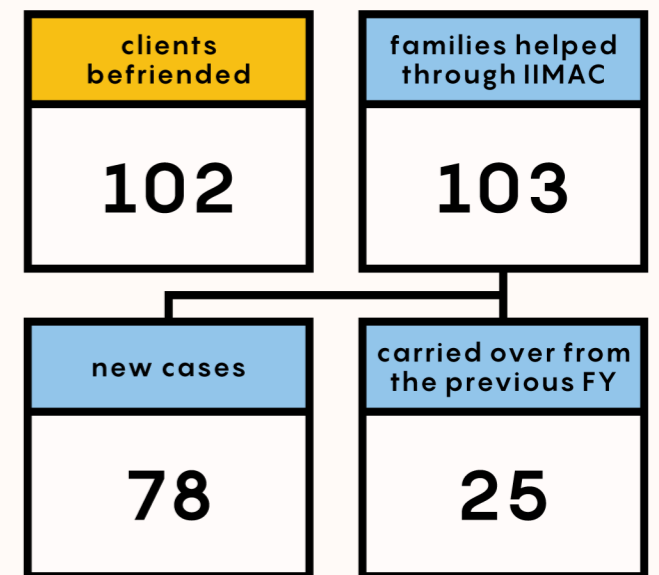 clients
befriended
102
families helped
through IIMAC
103
new cases
78
carried over from
the previous FY
25